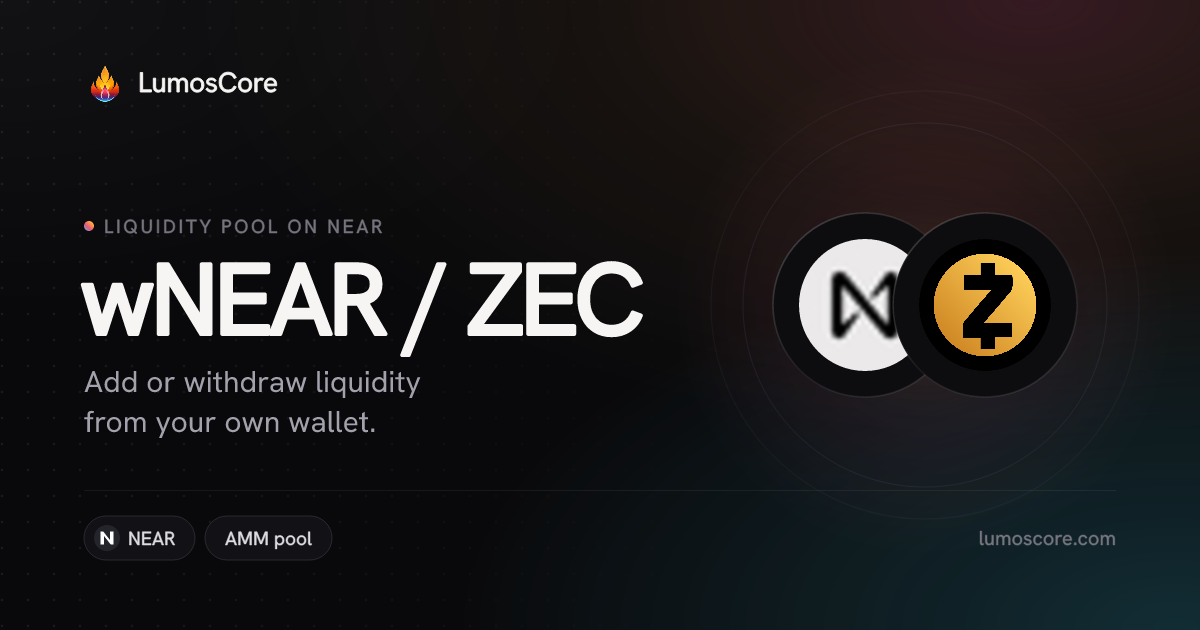 LumosCore
LIQUIDITY POOL ON NEAR
wNEAR / ZEC
Add or withdraw liquidity
from your own wallet.
NEAR
AMM pool
lumoscore.com